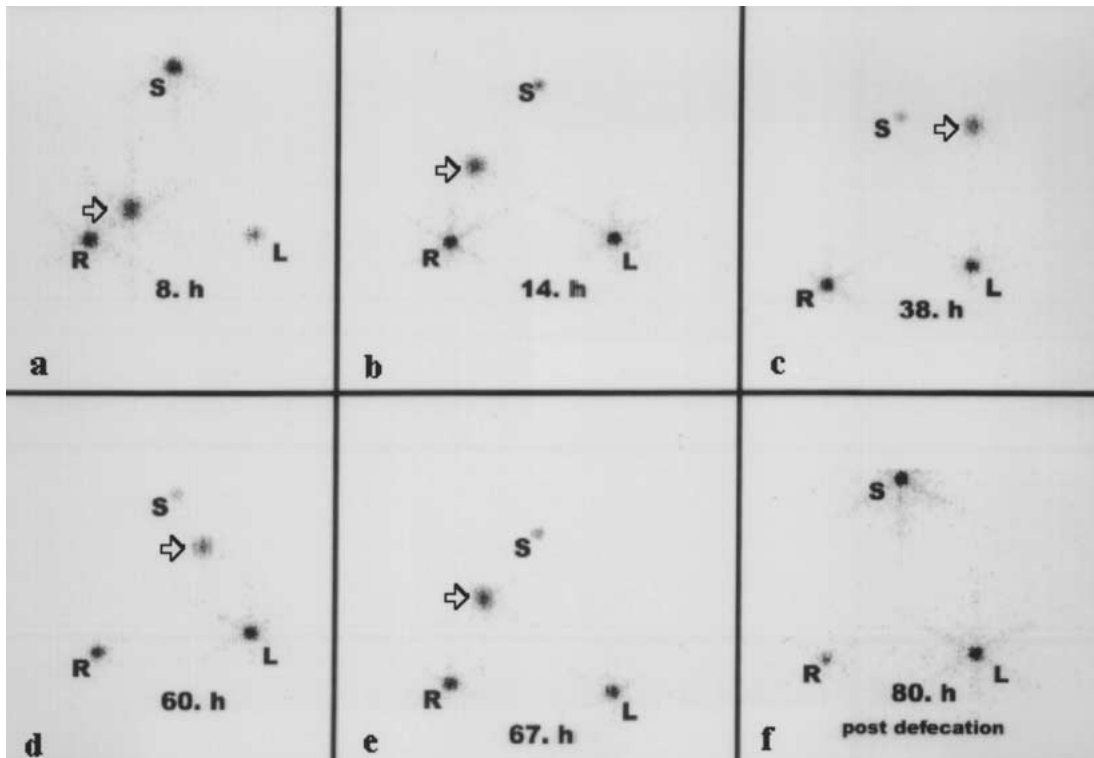 S
R
L
8. h
a
S
R
L
14. h
b
S
R
L
38. h
c
S
R
L
60. h
d
S
R
L
67. h
e
S
R
L
80. h
post defecation
f